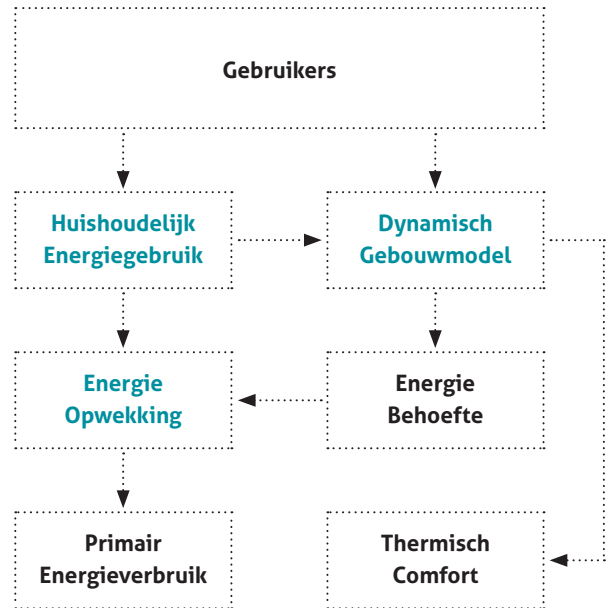 Gebruikers
Huishoudelijk
Energiegebruik
Dynamisch
Gebouwmodel
Energie
Opwekking
Energie
Behoefte
Primair
Energieverbruik
Thermisch
Comfort